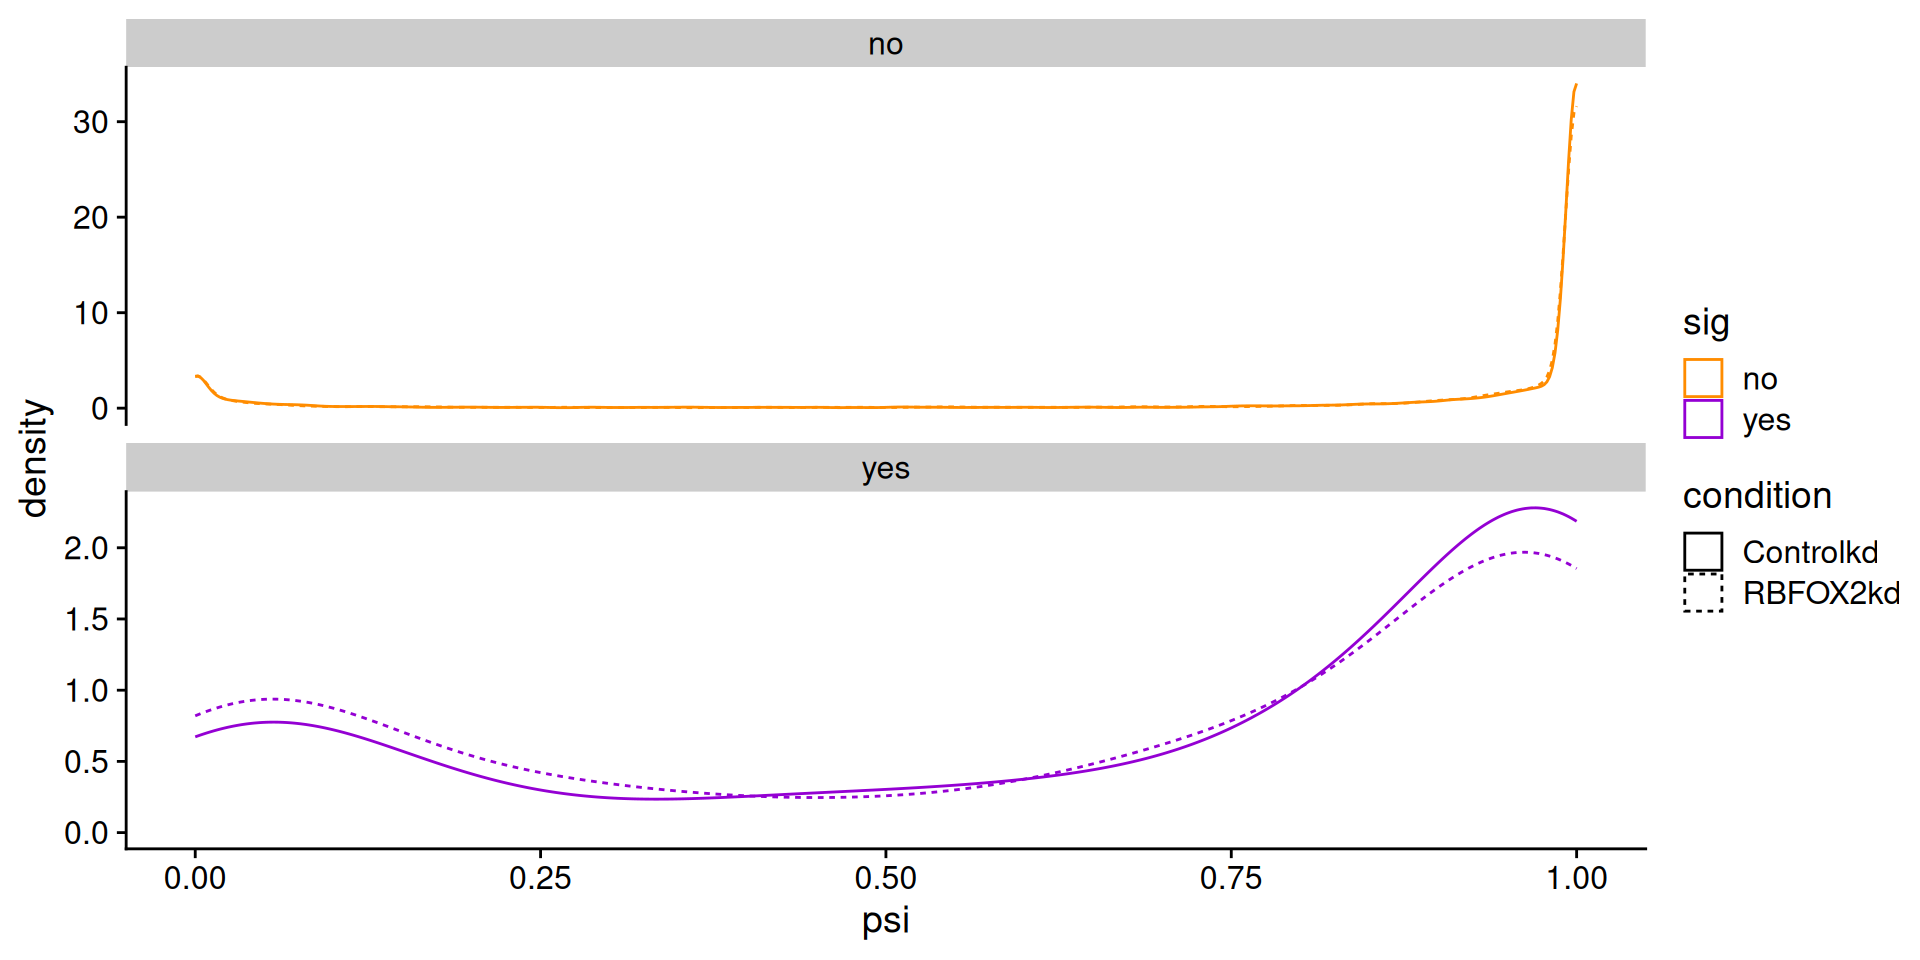 no
30
20
10
0
yes
2.0
1.5
1.0
0.5
0.0
0.00 0.25 0.50 0.75 1.00
psi
density
sig
no
yes
condition
Controlkd
RBFOX2kd